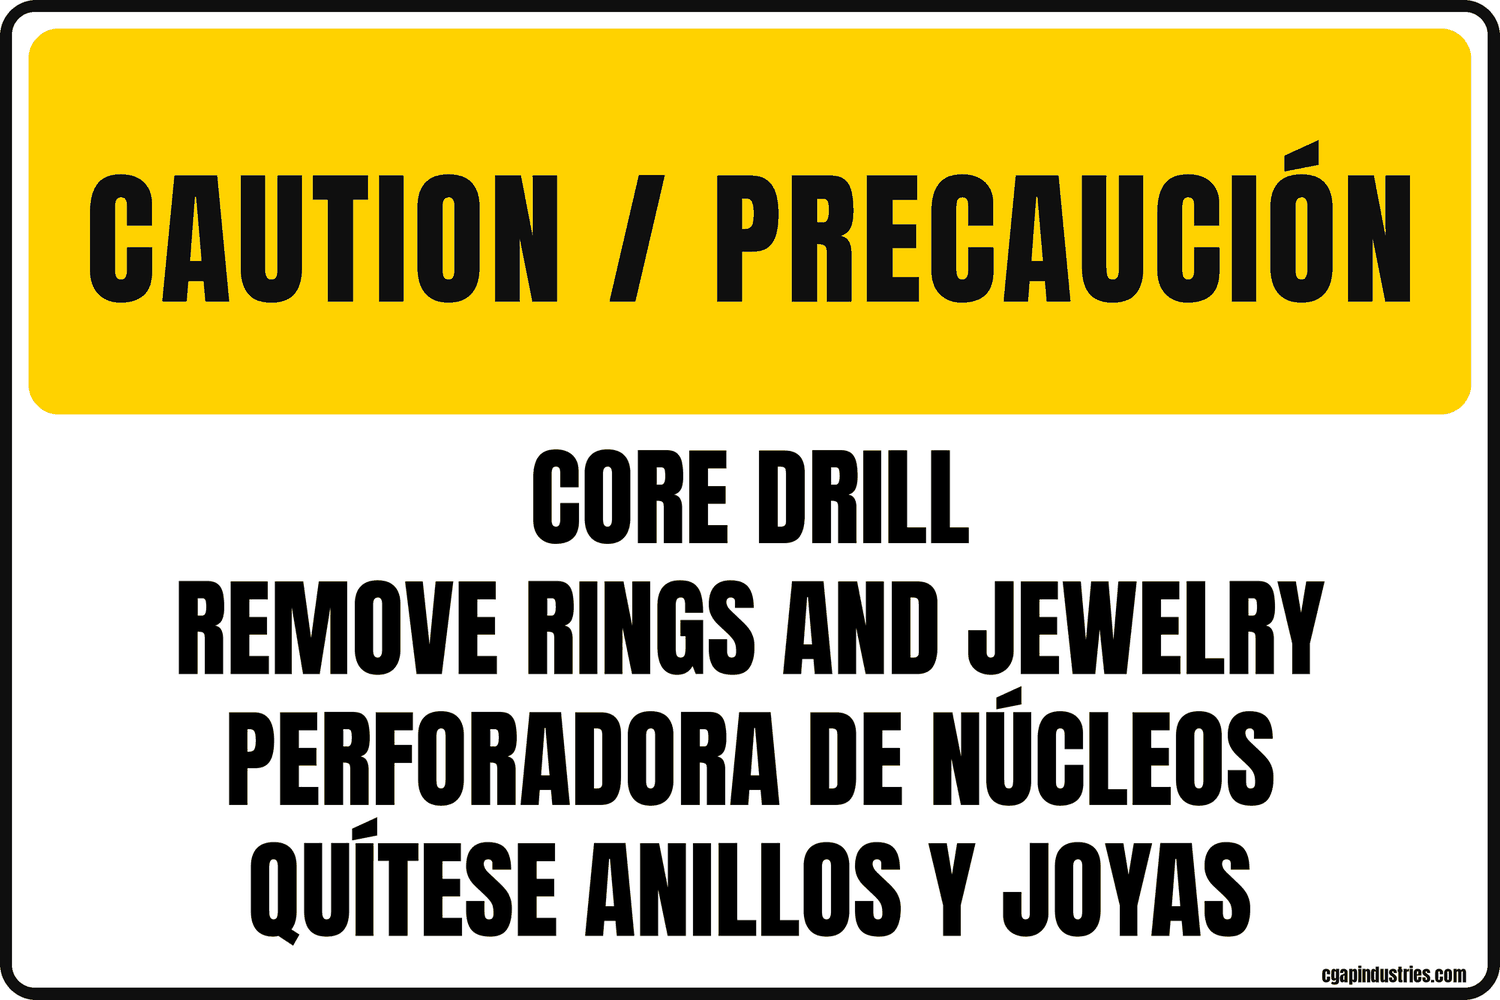 CAUTION / PRECAUCIÓN
CORE DRILL
REMOVE RINGS AND JEWELRY
PERFORADORA DE NÚCLEOS
QUÍTESE ANILLOS Y JOYAS
cgapindustries.com